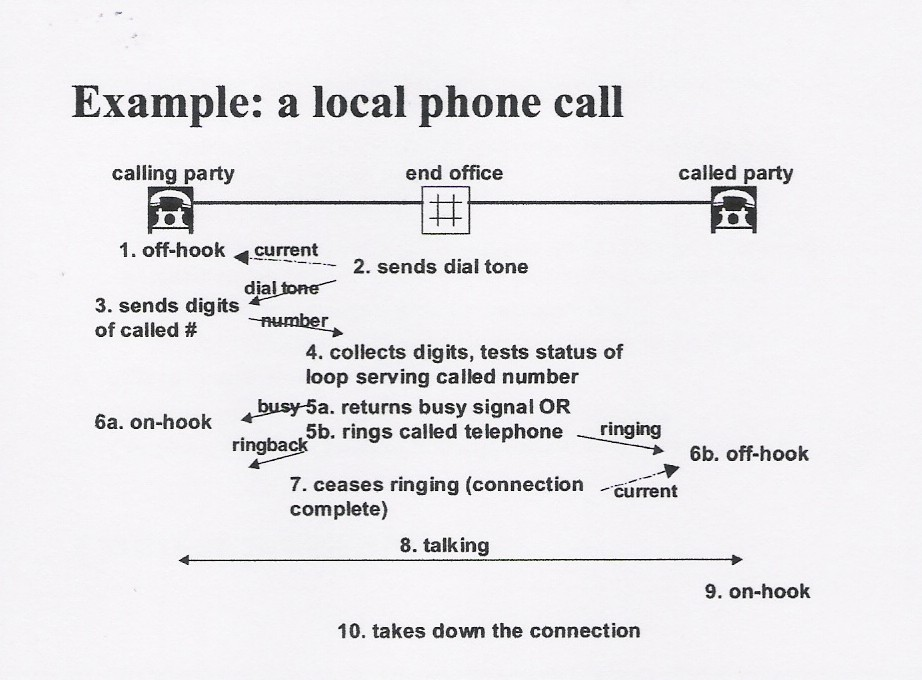 Example: a local phone call
calling party
end office
called party
1. off-hook
current
2. sends dial tone
dial tone
3. sends digits
of called #
number
4. collects digits, tests status of
loop serving called number
busy
5a. returns busy signal OR
6a. on-hook
5b. rings called telephone
ringing
ringback
6b. off-hook
7. ceases ringing (connection
complete)
current
8. talking
9. on-hook
10. takes down the connection